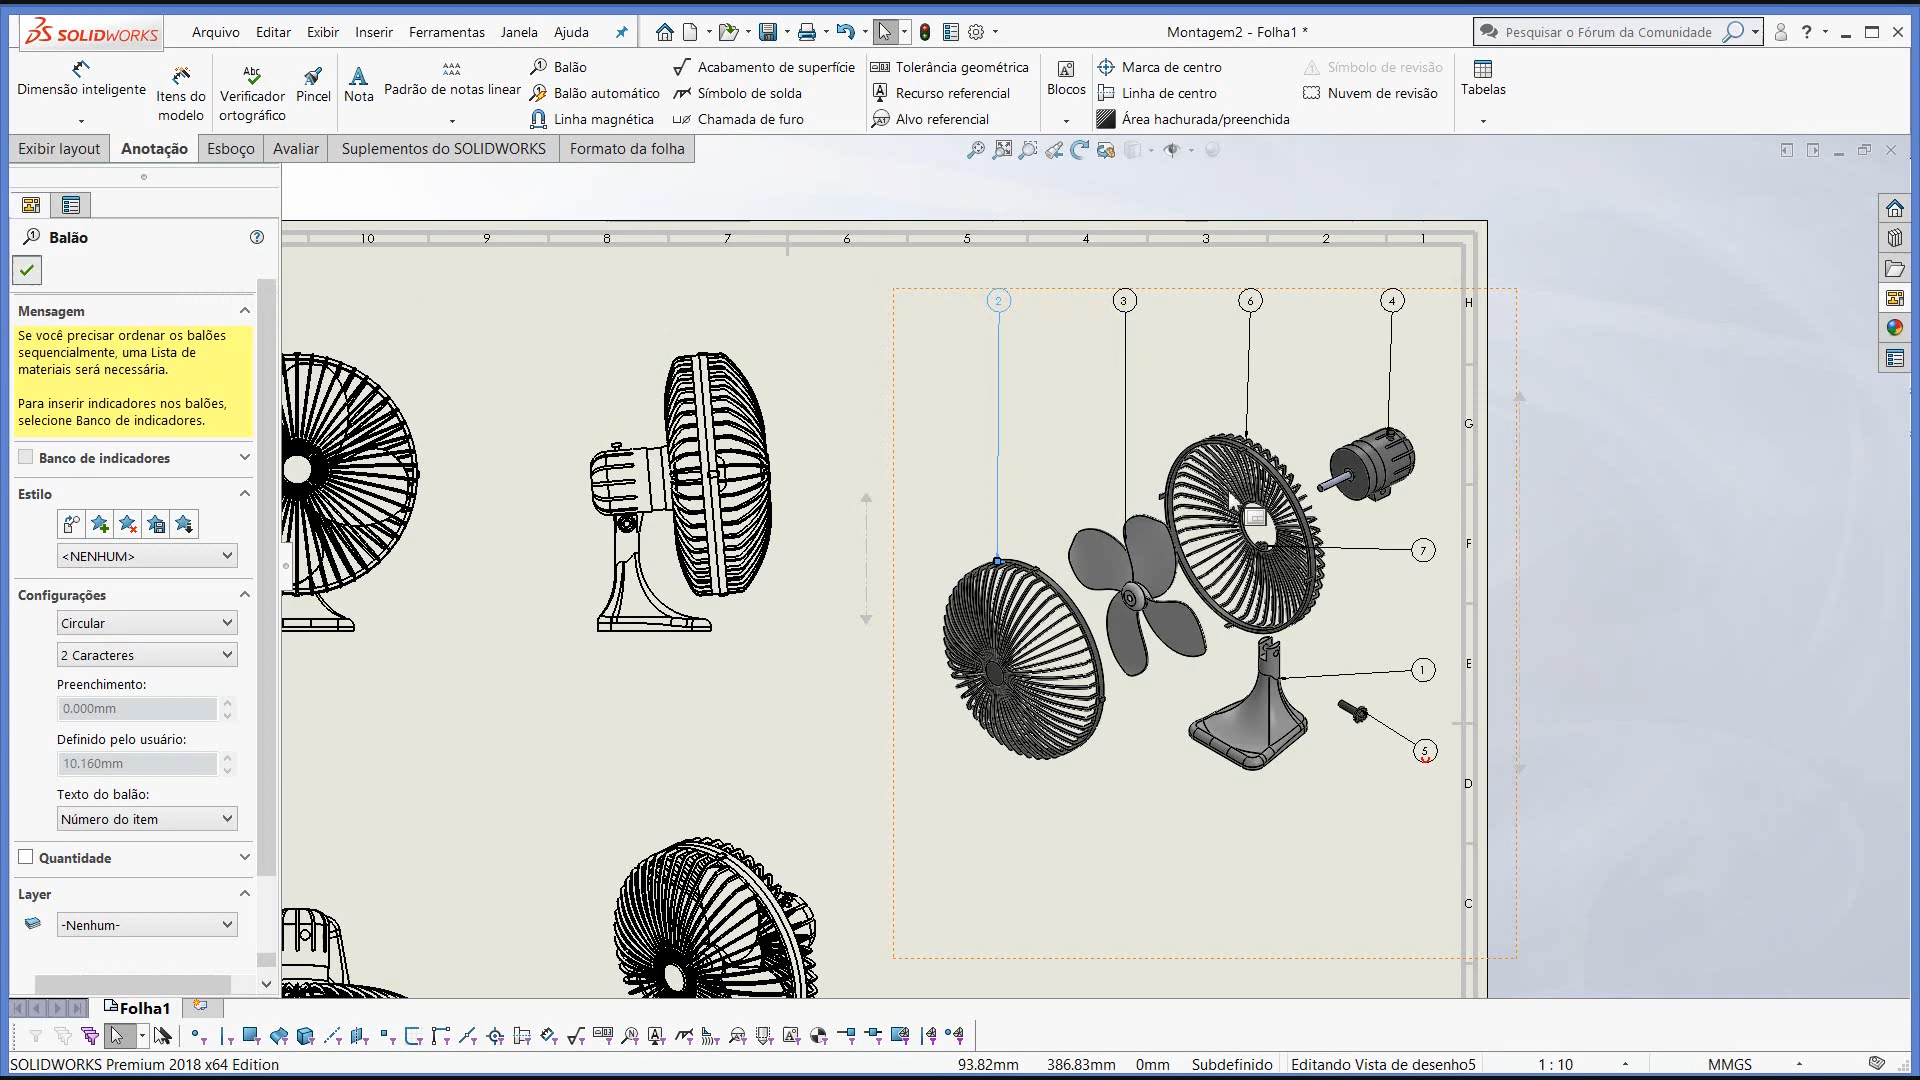 SOLIDWORKS
Arquivo Editar Exibir Inserir Ferramentas Janela Ajuda
Montagem2 - Folha1 *
Pesquisar o Fórum da Comunidade
?
Dimensão inteligente
Itens do modelo
Abc
Verificador ortográfico
Pincel
A
Nota
AAA
AAA
Padrão de notas linear
Balão
Balão automático
Linha magnética
Acabamento de superfície
Símbolo de solda
Chamada de furo
Tolerância geométrica
Recurso referencial
Alvo referencial
Blocos
Marca de centro
Linha de centro
Área hachurada/preenchida
Símbolo de revisão
Nuvem de revisão
Tabelas
Exibir layout Anotação Esboço Avaliar Suplementos do SOLIDWORKS Formato da folha
Balão
Mensagem
Se você precisar ordenar os balões
sequencialmente, uma Lista de
materiais será necessária.
Para inserir indicadores nos balões,
selecione Banco de indicadores.
Banco de indicadores
Estilo
<NENHUM>
Configurações
Circular
2 Caracteres
Preenchimento:
0.000mm
Definido pelo usuário:
10.160mm
Texto do balão:
Número do item
Quantidade
Layer
-Nenhum-
10 9 8 7 6 5 4 3 2 1
H
G
F
E
D
C
2 3 6 4
7
1
5
Folha1
SOLIDWORKS Premium 2018 x64 Edition
93.82mm 386.83mm 0mm Subdefinido Editando Vista de desenho5 1 : 10 MMGS